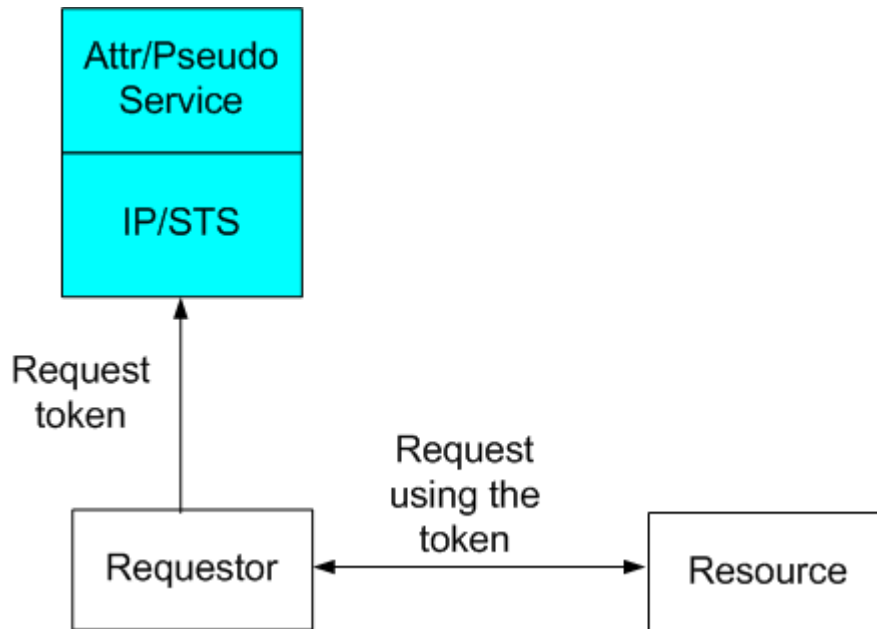 Attr/Pseudo
Service
IP/STS
Request
token
Request
using the
token
Requestor
Resource